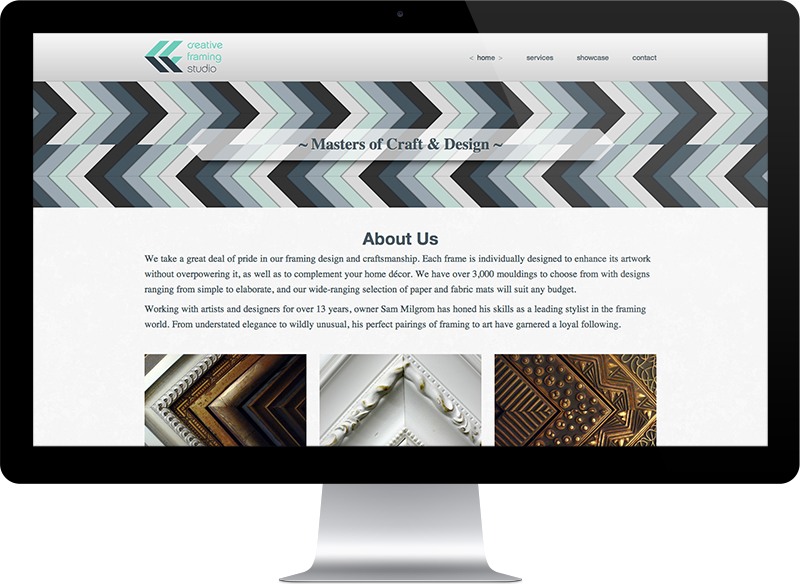 creative
framing
studio
< home >
services
showcase
contact
~ Masters of Craft & Design ~
About Us
We take a great deal of pride in our framing design and craftsmanship. Each frame is individually designed to enhance its artwork
without overpowering it, as well as to complement your home décor. We have over 3,000 mouldings to choose from with designs
ranging from simple to elaborate, and our wide-ranging selection of paper and fabric mats will suit any budget.
Working with artists and designers for over 13 years, owner Sam Milgrom has honed his skills as a leading stylist in the framing
world. From understated elegance to wildly unusual, his perfect pairings of framing to art have garnered a loyal following.